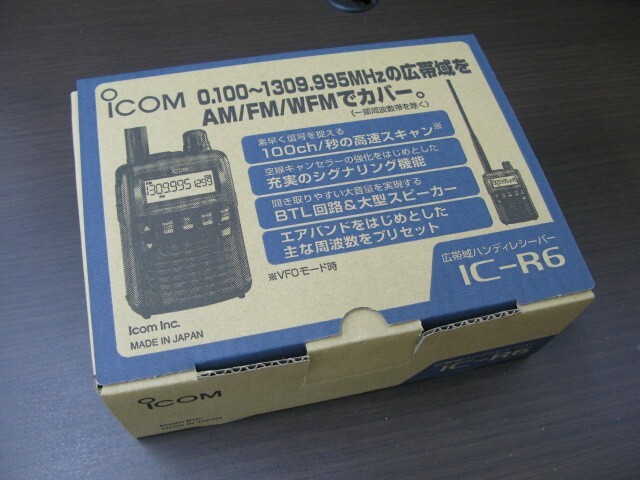 ICOM
0.100~1309.995MHzの広帯域を
AM/FM/WFMでカバー。
(一部周波数帯を除く)
素早く信号を捉える
100ch/秒の高速スキャン※
空線キャンセラーの強化をはじめとした
充実のシグナリング機能
聞き取りやすい大音量を実現する
BTL回路&大型スピーカー
エアバンドをはじめとした
主な周波数をプリセット
※VFOモード時
ICOM
1309.995
Icom Inc.
MADE IN JAPAN
広帯域ハンディレシーバー
IC-R6
ICOM
IC-R6